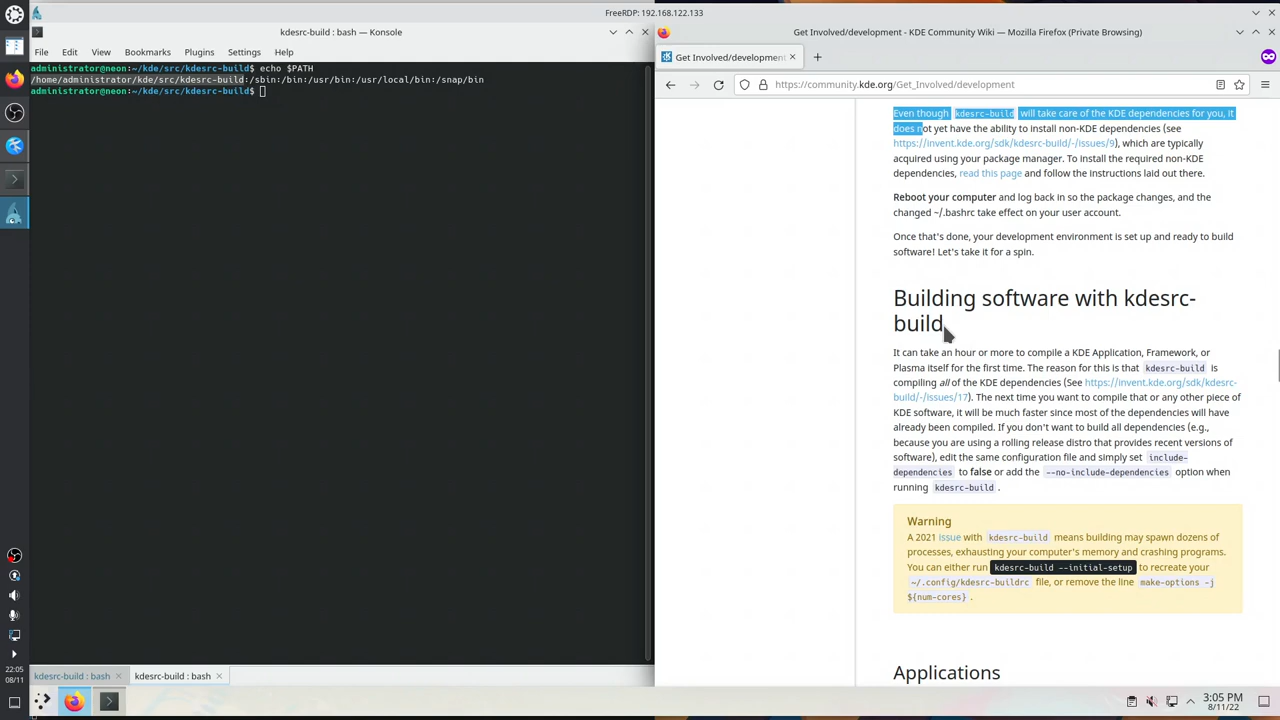 FreeRDP: 192.168.122.133
kdesrc-build : bash — Konsole
File Edit View Bookmarks Plugins Settings Help
administrator@neon:~/kde/src/kdesrc-build$ echo $PATH
/home/administrator/kde/src/kdesrc-build:/sbin:/bin:/usr/bin:/usr/local/bin:/snap/bin
administrator@neon:~/kde/src/kdesrc-build$
kdesrc-build : bash
kdesrc-build : bash
Get Involved/development - KDE Community Wiki — Mozilla Firefox (Private Browsing)
Get Involved/development
https://community.kde.org/Get_Involved/development
Even though kdesrc-build will take care of the KDE dependencies for you, it
does not yet have the ability to install non-KDE dependencies (see
https://invent.kde.org/sdk/kdesrc-build/-/issues/9), which are typically
acquired using your package manager. To install the required non-KDE
dependencies, read this page and follow the instructions laid out there.
Reboot your computer and log back in so the package changes, and the
changed ~/.bashrc take effect on your user account.
Once that's done, your development environment is set up and ready to build
software! Let's take it for a spin.
Building software with kdesrc-
build
It can take an hour or more to compile a KDE Application, Framework, or
Plasma itself for the first time. The reason for this is that kdesrc-build is
compiling all of the KDE dependencies (See https://invent.kde.org/sdk/kdesrc-
build/-/issues/17). The next time you want to compile that or any other piece of
KDE software, it will be much faster since most of the dependencies will have
already been compiled. If you don't want to build all dependencies (e.g.,
because you are using a rolling release distro that provides recent versions of
software), edit the same configuration file and simply set include-
dependencies to false or add the --no-include-dependencies option when
running kdesrc-build .
Warning
A 2021 issue with kdesrc-build means building may spawn dozens of
processes, exhausting your computer's memory and crashing programs.
You can either run kdesrc-build --initial-setup to recreate your
~/.config/kdesrc-buildrc file, or remove the line make-options -j
${num-cores} .
Applications
22:05
08/11
3:05 PM
8/11/22